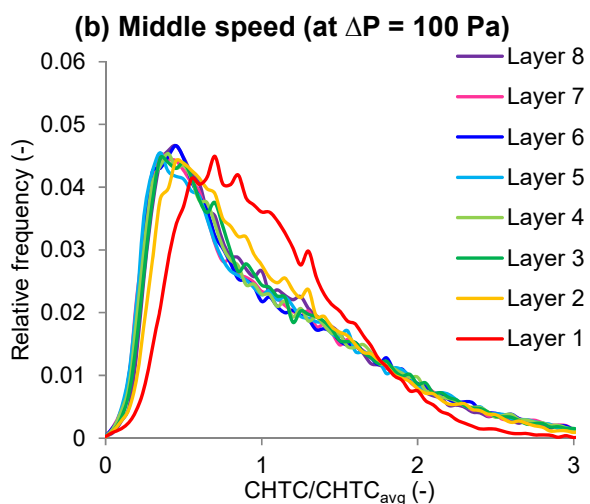 (b) Middle speed (at ΔP = 100 Pa)
0.06
0.05
0.04
0.03
0.02
0.01
0
Relative frequency (-)
0
1
2
3
CHTC/CHTCavg (-)
Layer 8
Layer 7
Layer 6
Layer 5
Layer 4
Layer 3
Layer 2
Layer 1